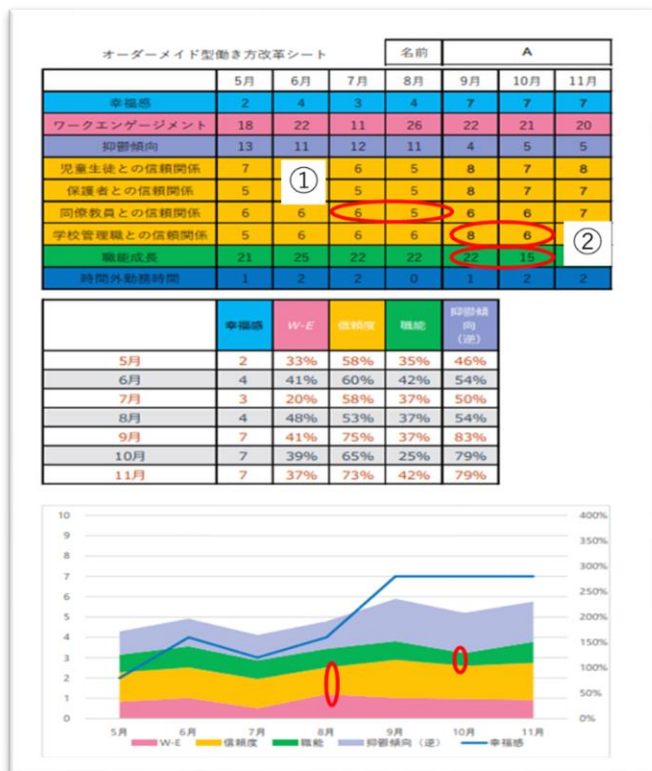 オーダーメイド型働き方改革シート 名前 A
5月 6月 7月 8月 9月 10月 11月
幸福感 2 4 3 4 7 7 7
ワークエンゲージメント 18 22 11 26 22 21 20
抑鬱傾向 13 11 12 11 4 5 5
児童生徒との信頼関係 7 6 5 8 7 8
①
保護者との信頼関係 5 5 5 8 7 7
同僚教員との信頼関係 6 6 6 5 6 6 7
学校管理職との信頼関係 5 6 6 6 8 6
②
職能成長 21 25 22 22 22 15
時間外勤務時間 1 2 2 0 1 2 2
幸福感 W-E 信頼度 職能 抑鬱傾向（逆）
5月 2 33% 58% 35% 46%
6月 4 41% 60% 42% 54%
7月 3 20% 58% 37% 50%
8月 4 48% 53% 37% 54%
9月 7 41% 75% 37% 83%
10月 7 39% 65% 25% 79%
11月 7 37% 73% 42% 79%
10 400%
9 350%
8 300%
7
6 250%
5 200%
4 150%
3 100%
2
1 50%
0 0%
5月 6月 7月 8月 9月 10月 11月
W-E 信頼度 職能 抑鬱傾向（逆） 幸福感